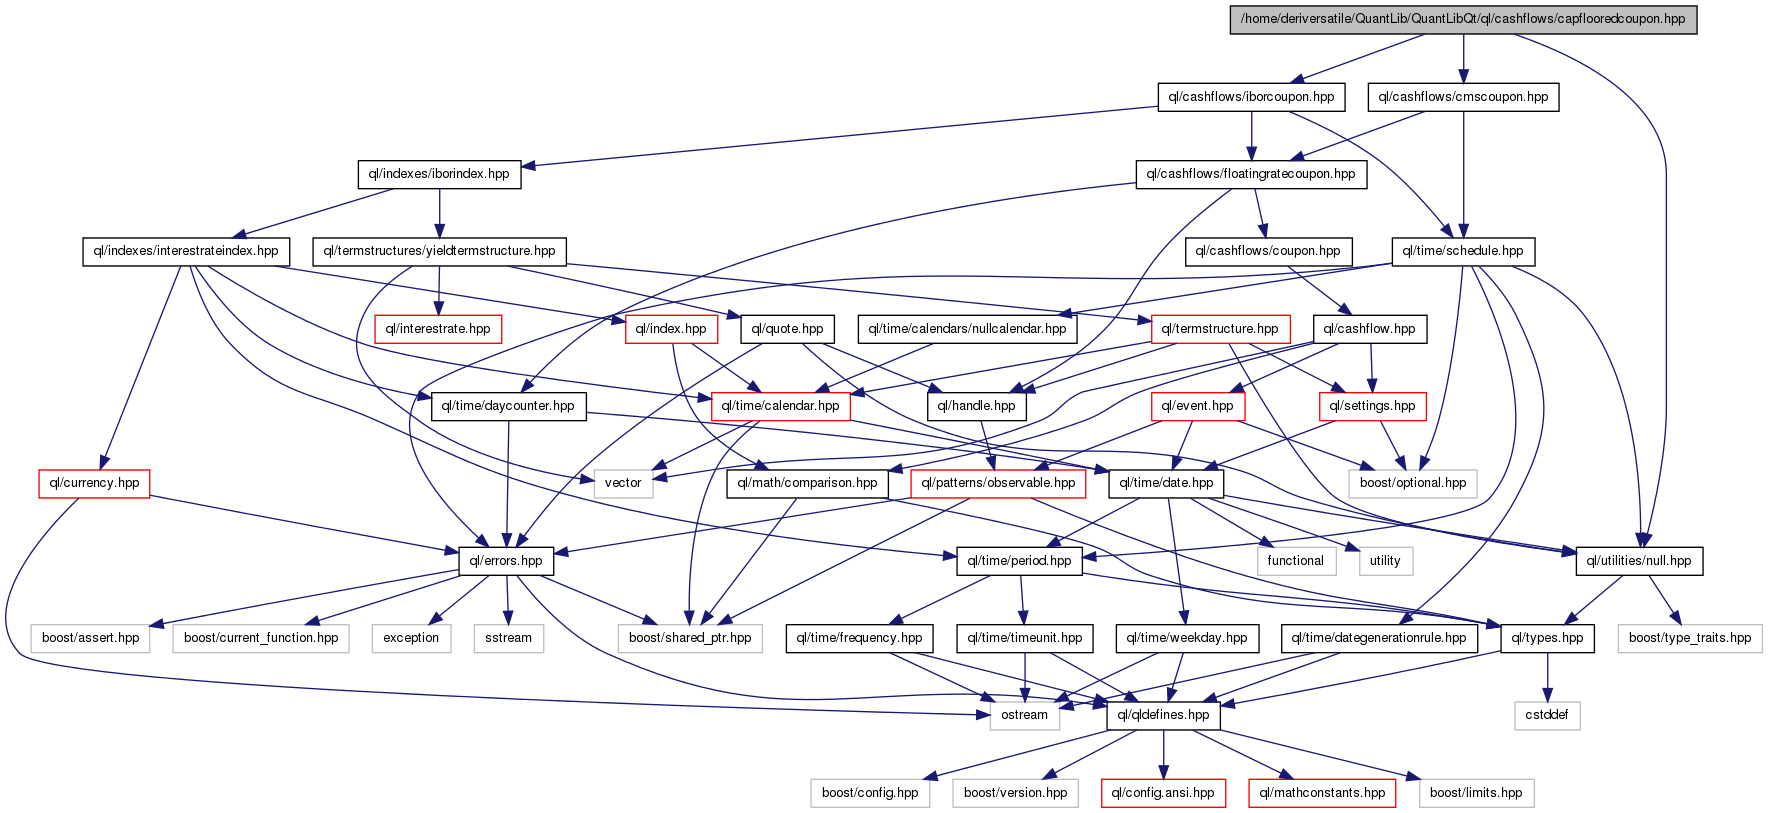 /home/deriversatile/QuantLib/QuantLibQt/ql/cashflows/capflooredcoupon.hpp
ql/cashflows/iborcoupon.hpp
ql/cashflows/cmscoupon.hpp
ql/indexes/iborindex.hpp
ql/cashflows/floatingratecoupon.hpp
ql/indexes/interestrateindex.hpp
ql/termstructures/yieldtermstructure.hpp
ql/cashflows/coupon.hpp
ql/time/schedule.hpp
ql/interestrate.hpp
ql/index.hpp
ql/quote.hpp
ql/time/calendars/nullcalendar.hpp
ql/termstructure.hpp
ql/cashflow.hpp
ql/time/daycounter.hpp
ql/time/calendar.hpp
ql/handle.hpp
ql/event.hpp
ql/settings.hpp
ql/currency.hpp
vector
ql/math/comparison.hpp
ql/patterns/observable.hpp
ql/time/date.hpp
boost/optional.hpp
ql/errors.hpp
ql/time/period.hpp
functional
utility
ql/utilities/null.hpp
boost/assert.hpp
boost/current_function.hpp
exception
sstream
boost/shared_ptr.hpp
ql/time/frequency.hpp
ql/time/timeunit.hpp
ql/time/weekday.hpp
ql/time/dategenerationrule.hpp
ql/types.hpp
boost/type_traits.hpp
ostream
ql/qldefines.hpp
cstddef
boost/config.hpp
boost/version.hpp
ql/config.ansi.hpp
ql/mathconstants.hpp
boost/limits.hpp